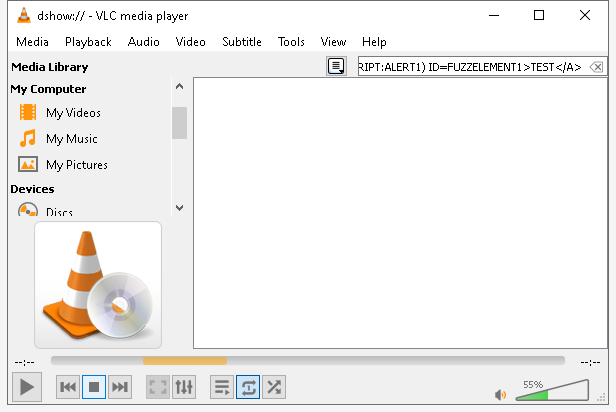 dshow:// - VLC media player
Media Playback Audio Video Subtitle Tools View Help
Media Library
RIPT:ALERT1) ID=FUZZELEMENT1>TEST</A>
My Computer
My Videos
My Music
My Pictures
Devices
Discs
--:--
--:--
55%